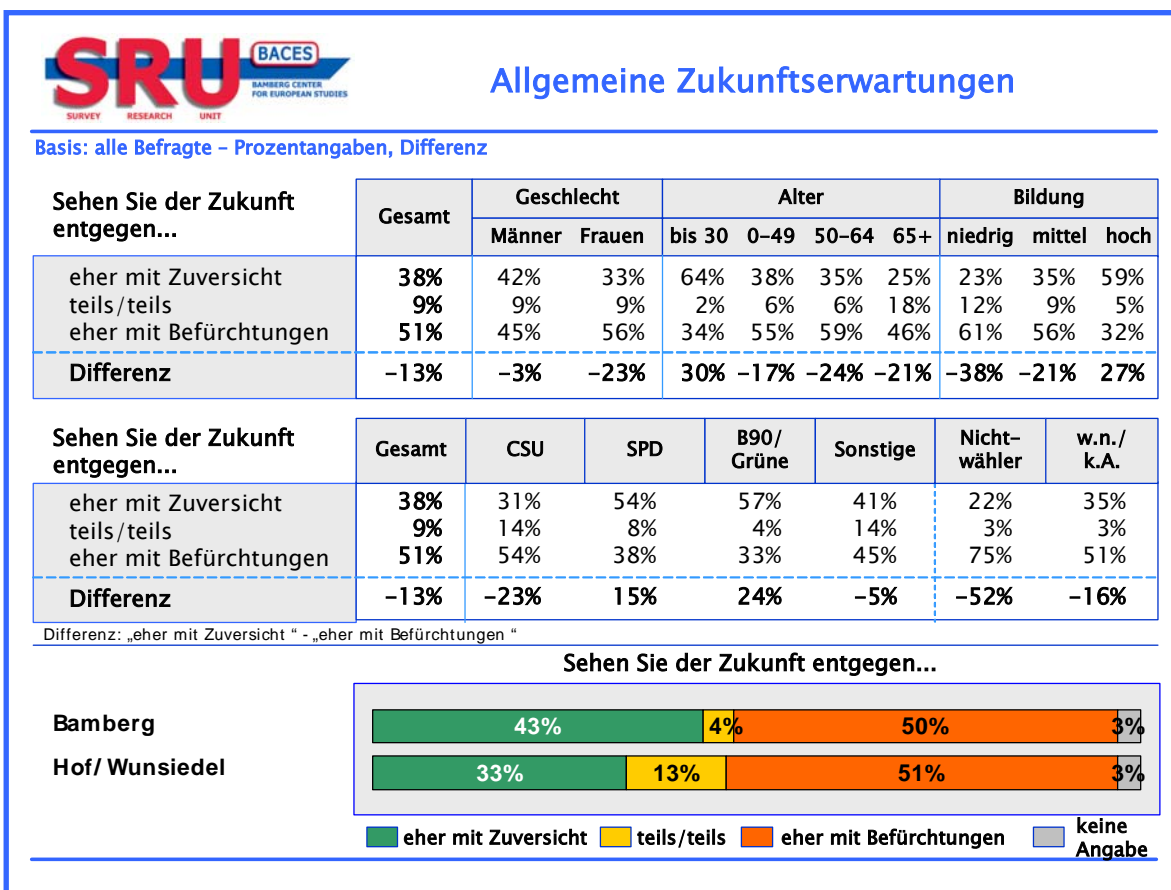 SRU BACES
BAMBERG CENTER
FOR EUROPEAN STUDIES
SURVEY RESEARCH UNIT
Allgemeine Zukunftserwartungen
Basis: alle Befragte – Prozentangaben, Differenz
Sehen Sie der Zukunft entgegen... Gesamt Geschlecht Alter Bildung
Männer Frauen bis 30 0–49 50–64 65+ niedrig mittel hoch
eher mit Zuversicht 38% 42% 33% 64% 38% 35% 25% 23% 35% 59%
teils/teils 9% 9% 9% 2% 6% 6% 18% 12% 9% 5%
eher mit Befürchtungen 51% 45% 56% 34% 55% 59% 46% 61% 56% 32%
Differenz –13% –3% –23% 30% –17% –24% –21% –38% –21% 27%
Sehen Sie der Zukunft entgegen... Gesamt CSU SPD B90/ Grüne Sonstige Nicht– wähler w.n./ k.A.
eher mit Zuversicht 38% 31% 54% 57% 41% 22% 35%
teils/teils 9% 14% 8% 4% 14% 3% 3%
eher mit Befürchtungen 51% 54% 38% 33% 45% 75% 51%
Differenz –13% –23% 15% 24% –5% –52% –16%
Differenz: „eher mit Zuversicht “ - „eher mit Befürchtungen “
Sehen Sie der Zukunft entgegen...
Bamberg 43% 4% 50% 3%
Hof/ Wunsiedel 33% 13% 51% 3%
eher mit Zuversicht teils/teils eher mit Befürchtungen keine Angabe